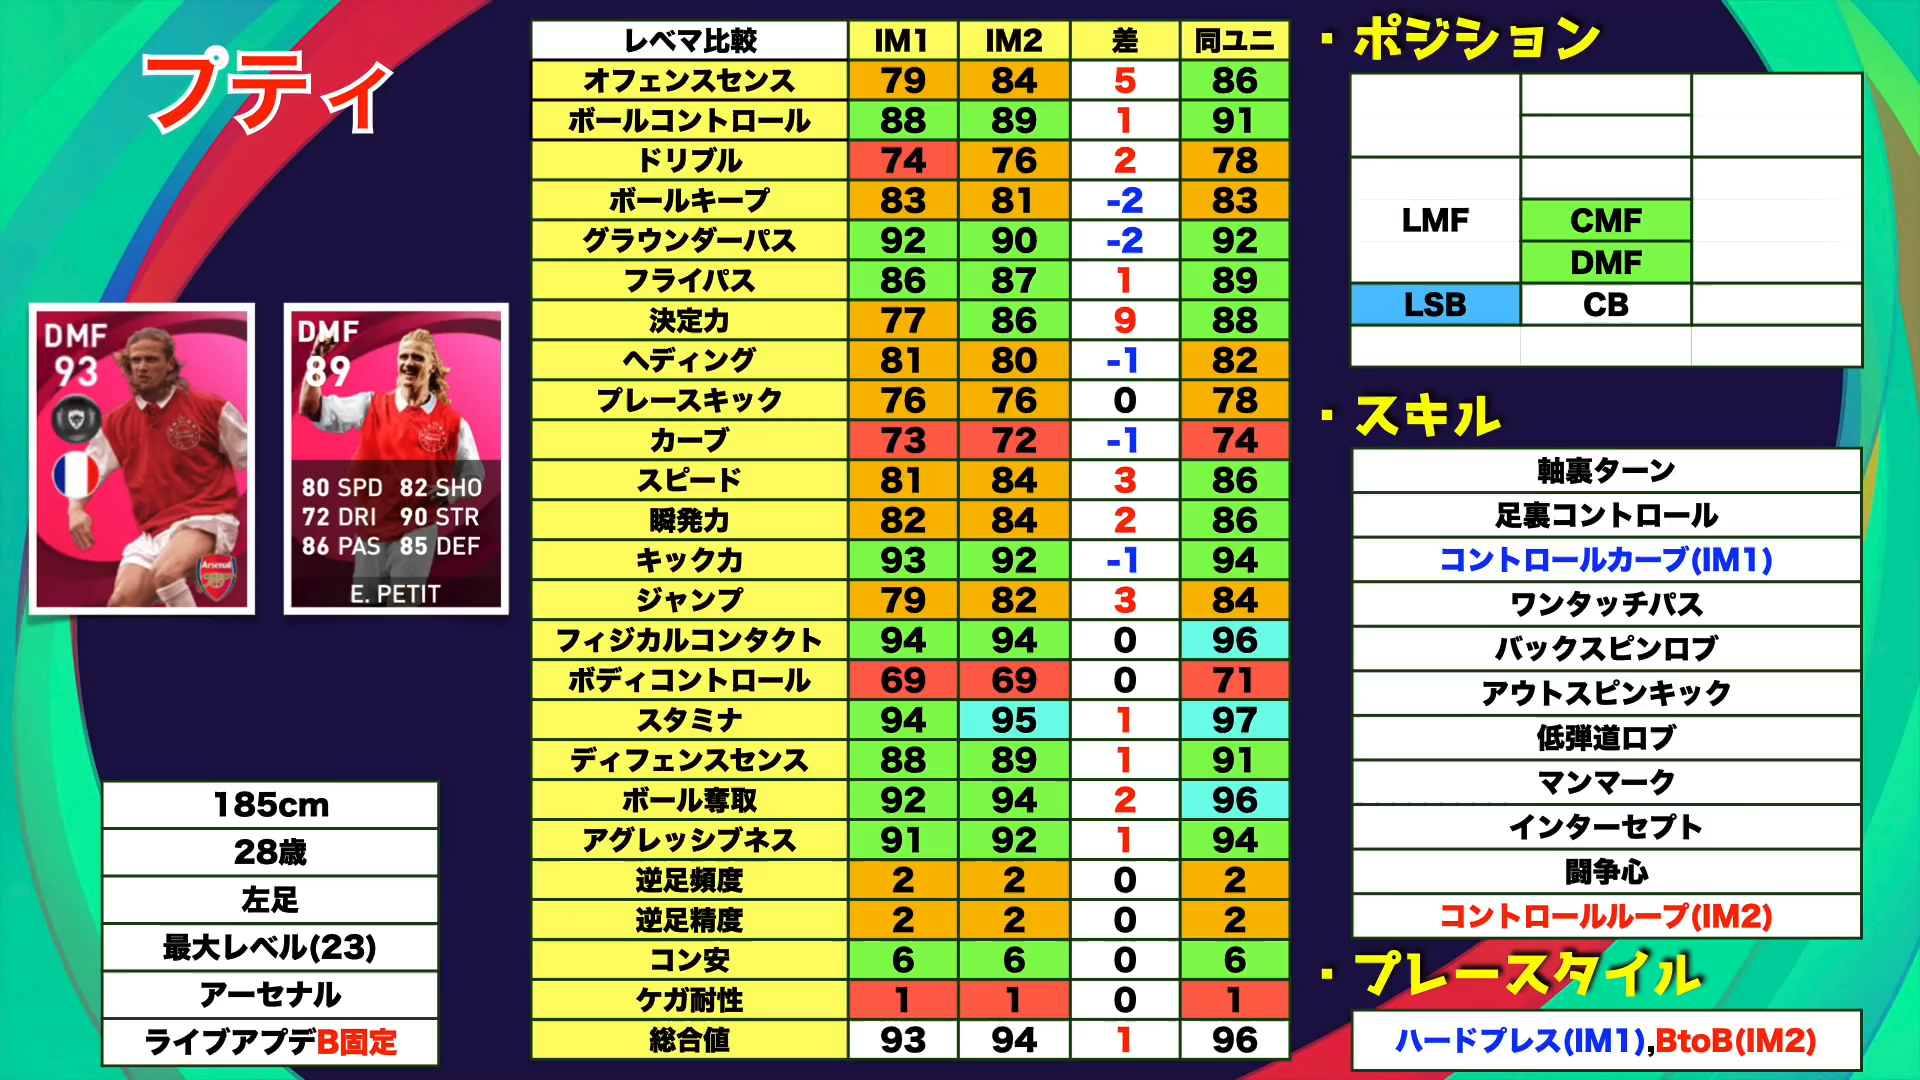 プティ
DMF
93
Arsenal
DMF
89
80 SPD 82 SHO
72 DRI 90 STR
86 PAS 85 DEF
E. PETIT
185cm
28歳
左足
最大レベル(23)
アーセナル
ライブアプデB固定
レベマ比較 IM1 IM2 差 同ユニ
オフェンスセンス 79 84 5 86
ボールコントロール 88 89 1 91
ドリブル 74 76 2 78
ボールキープ 83 81 -2 83
グラウンダーパス 92 90 -2 92
フライパス 86 87 1 89
決定力 77 86 9 88
ヘディング 81 80 -1 82
プレースキック 76 76 0 78
カーブ 73 72 -1 74
スピード 81 84 3 86
瞬発力 82 84 2 86
キック力 93 92 -1 94
ジャンプ 79 82 3 84
フィジカルコンタクト 94 94 0 96
ボディコントロール 69 69 0 71
スタミナ 94 95 1 97
ディフェンスセンス 88 89 1 91
ボール奪取 92 94 2 96
アグレッシブネス 91 92 1 94
逆足頻度 2 2 0 2
逆足精度 2 2 0 2
コン安 6 6 0 6
ケガ耐性 1 1 0 1
総合値 93 94 1 96
・ポジション
LMF CMF
DMF
LSB CB
・スキル
軸裏ターン
足裏コントロール
コントロールカーブ(IM1)
ワンタッチパス
バックスピンロブ
アウトスピンキック
低弾道ロブ
マンマーク
インターセプト
闘争心
コントロールループ(IM2)
・プレースタイル
ハードプレス(IM1),BtoB(IM2)